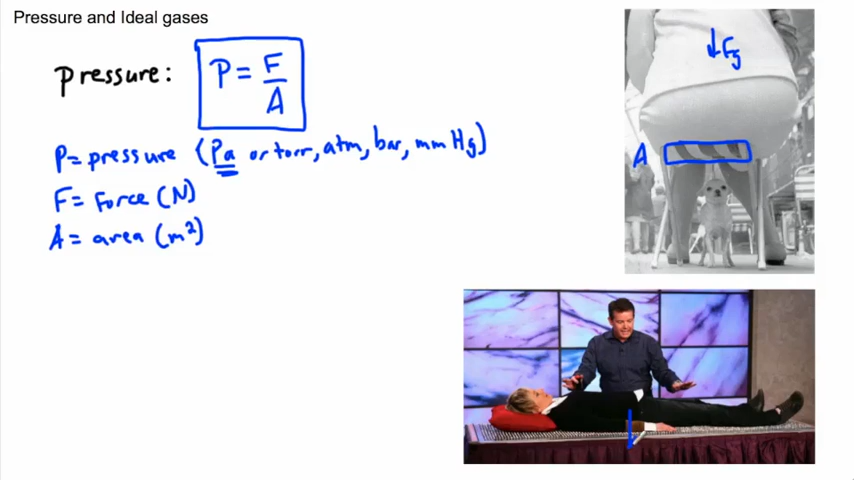 Pressure and Ideal gases
pressure: P = F/A
P = pressure (Pa or torr, atm, bar, mm Hg)
F = Force (N)
A = area (m²)
↓Fg
A